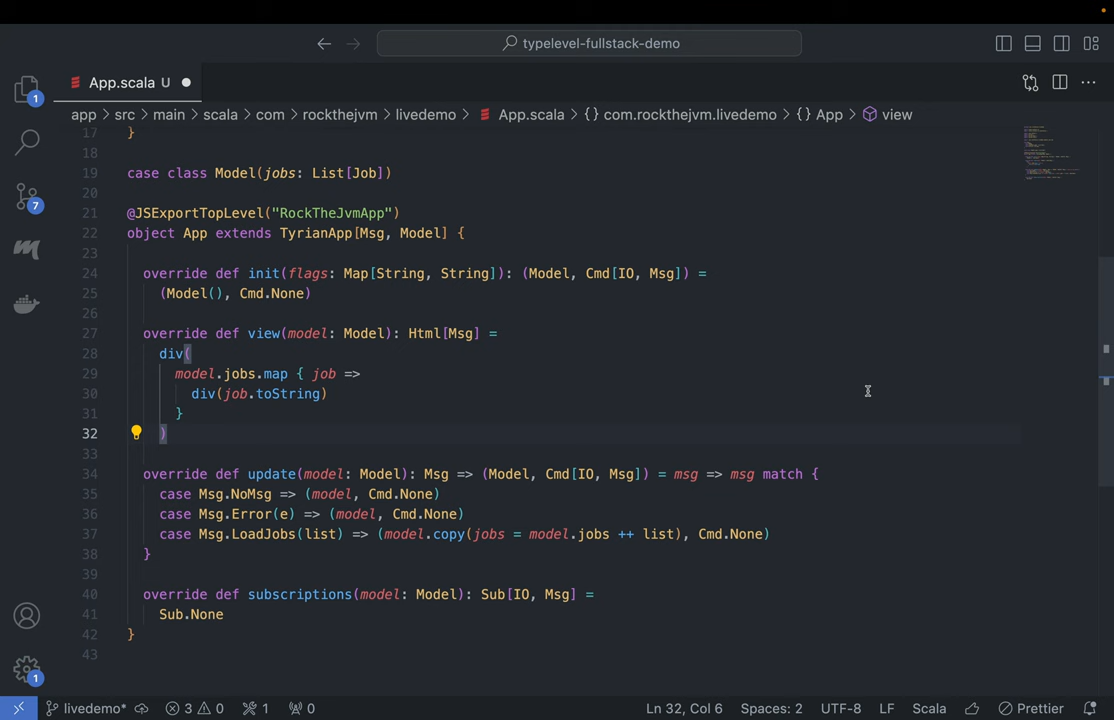 typelevel-fullstack-demo
App.scala U
app > src > main > scala > com > rockthejvm > livedemo > App.scala > {} com.rockthejvm.livedemo > {} App > view
17 }
18
19 case class Model(jobs: List[Job])
20
21 @JSExportTopLevel("RockTheJvmApp")
22 object App extends TyrianApp[Msg, Model] {
23
24 override def init(flags: Map[String, String]): (Model, Cmd[IO, Msg]) =
25 (Model(), Cmd.None)
26
27 override def view(model: Model): Html[Msg] =
28 div(
29 model.jobs.map { job =>
30 div(job.toString)
31 }
32 )
33
34 override def update(model: Model): Msg => (Model, Cmd[IO, Msg]) = msg => msg match {
35 case Msg.NoMsg => (model, Cmd.None)
36 case Msg.Error(e) => (model, Cmd.None)
37 case Msg.LoadJobs(list) => (model.copy(jobs = model.jobs ++ list), Cmd.None)
38 }
39
40 override def subscriptions(model: Model): Sub[IO, Msg] =
41 Sub.None
42 }
43
1
7
1
livedemo* 3 0 1 0 Ln 32, Col 6 Spaces: 2 UTF-8 LF Scala Prettier